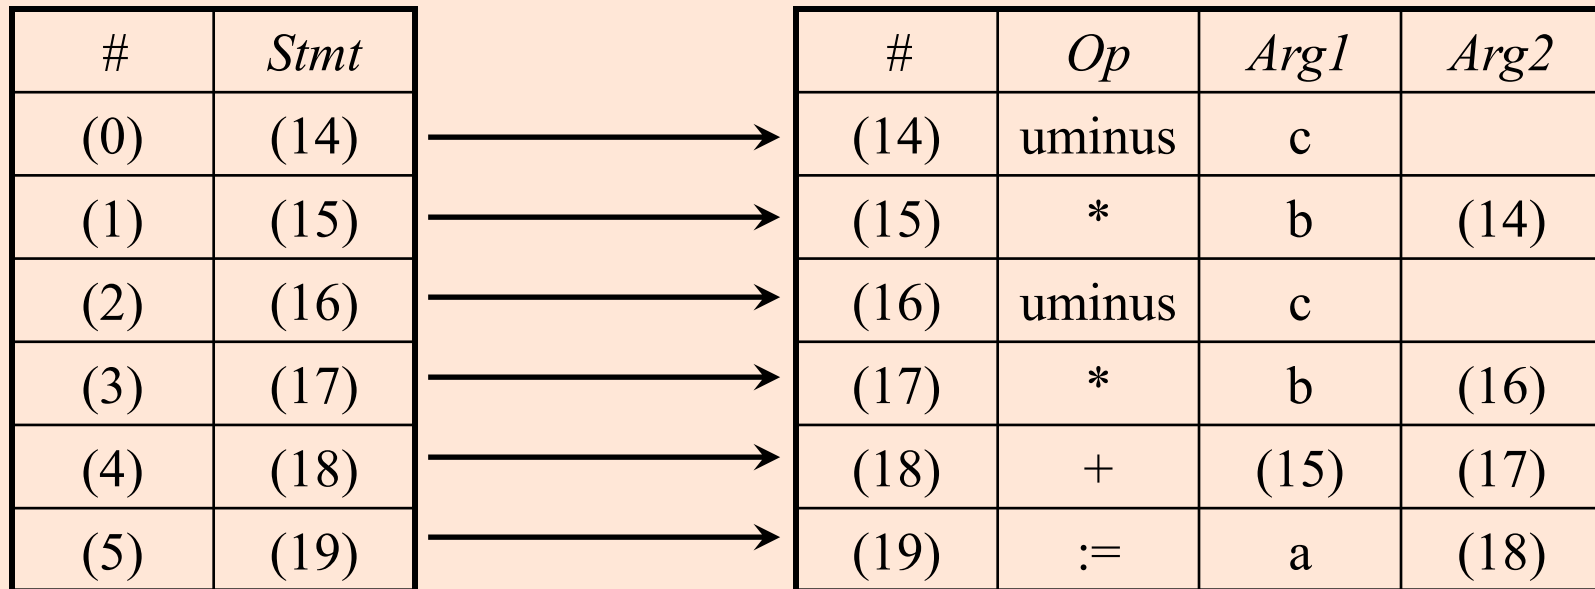 # Stmt # Op Arg1 Arg2
(0) (14) (14) uminus c
(1) (15) (15) * b (14)
(2) (16) (16) uminus c
(3) (17) (17) * b (16)
(4) (18) (18) + (15) (17)
(5) (19) (19) := a (18)